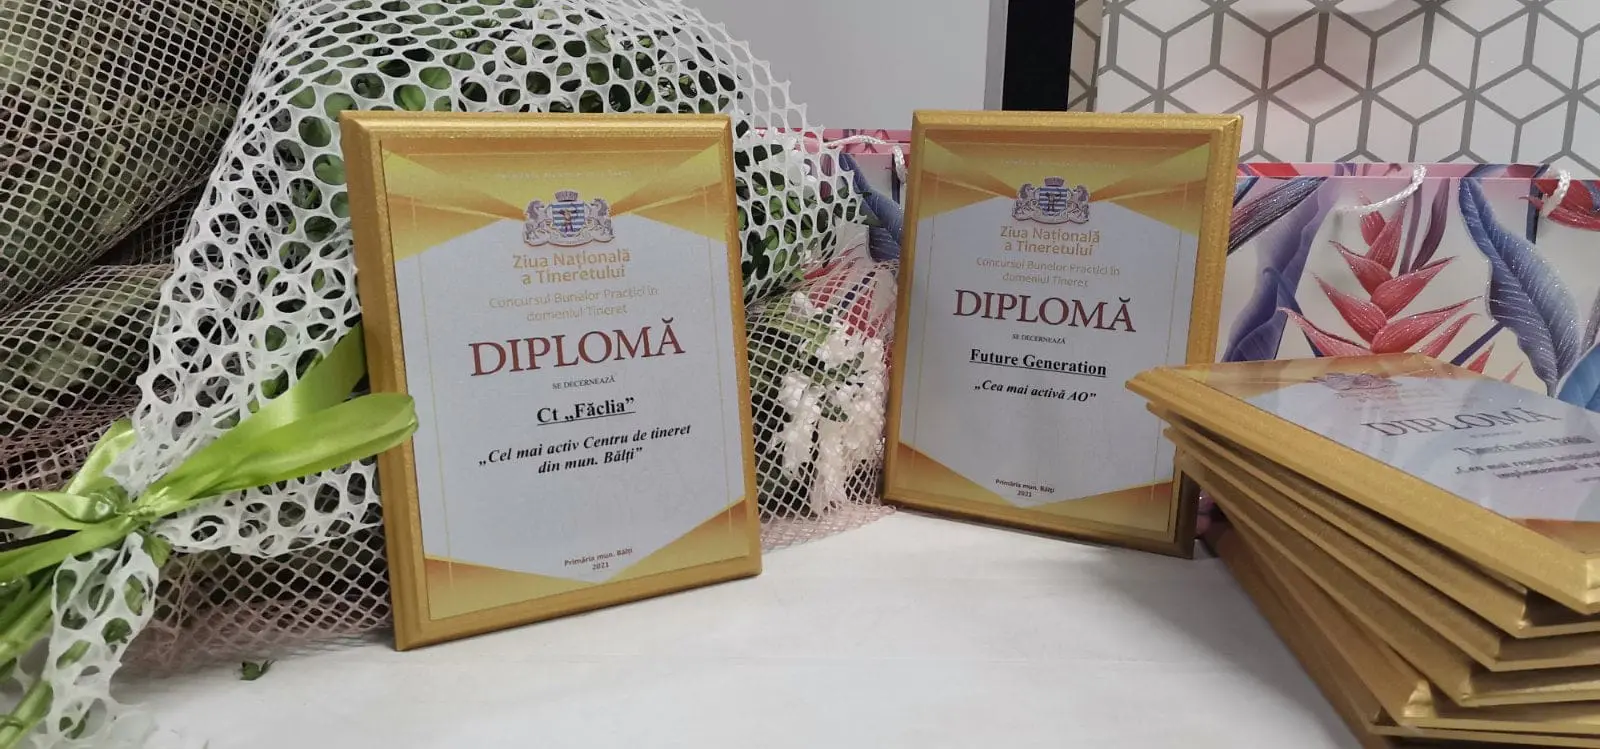 Ziua Națională
a Tineretului
Concursul Bunelor Practici în
domeniul Tineret
DIPLOMĂ
SE DECERNEAZĂ
Ct „Făclia”
„Cel mai activ Centru de tineret
din mun. Bălți”
Primăria mun. Bălți
2021
Ziua Națională
a Tineretului
Concursul Bunelor Practici în
domeniul Tineret
DIPLOMĂ
SE DECERNEAZĂ
Future Generation
„Cea mai activă AO”
Primăria mun. Bălți
2021
DIPLOMĂ
„Cea mai